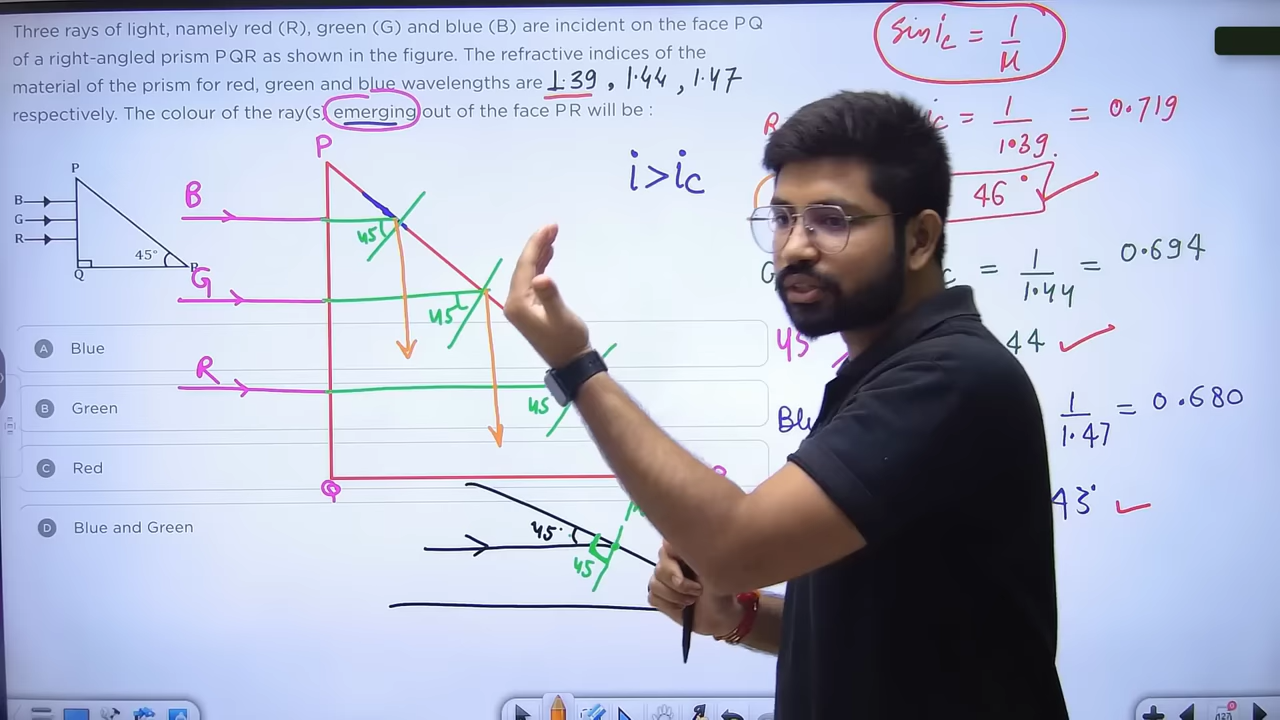 Three rays of light, namely red (R), green (G) and blue (B) are incident on the face PQ
of a right-angled prism PQR as shown in the figure. The refractive indices of the
material of the prism for red, green and blue wavelengths are 1.39, 1.44, 1.47
respectively. The colour of the ray(s) emerging out of the face PR will be :
sin ic = 1/μ
R
ic = 1/1.39 = 0.719
46°
i>ic
P
B
G
R
45°
Q
R
P
B
45
G
45
R
45
Q
G
c = 1/1.44 = 0.694
45
44
Blu
1/1.47 = 0.680
43°
A Blue
B Green
C Red
D Blue and Green
45°
45